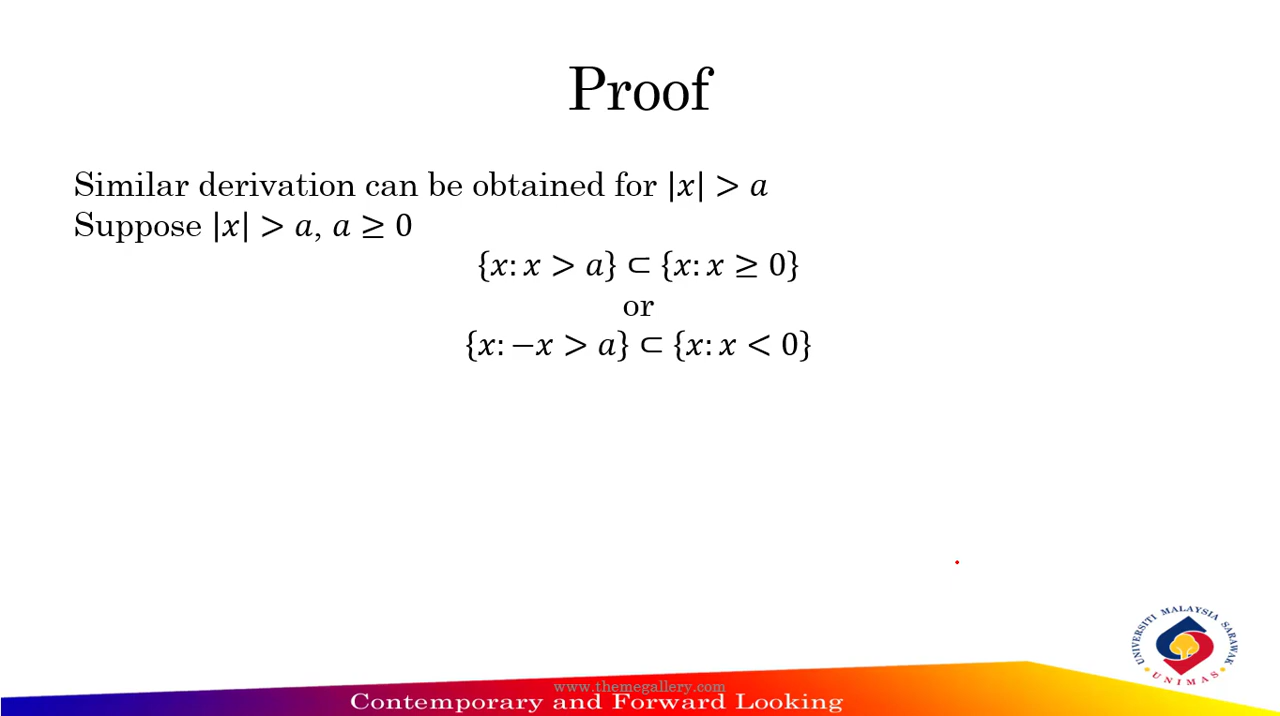 Proof
Similar derivation can be obtained for |x| > a
Suppose |x| > a, a ≥ 0
{x: x > a} ⊂ {x: x ≥ 0}
or
{x: −x > a} ⊂ {x: x < 0}
UNIVERSITI MALAYSIA SARAWAK
UNIMAS
www.themegallery.com
Contemporary and Forward Looking